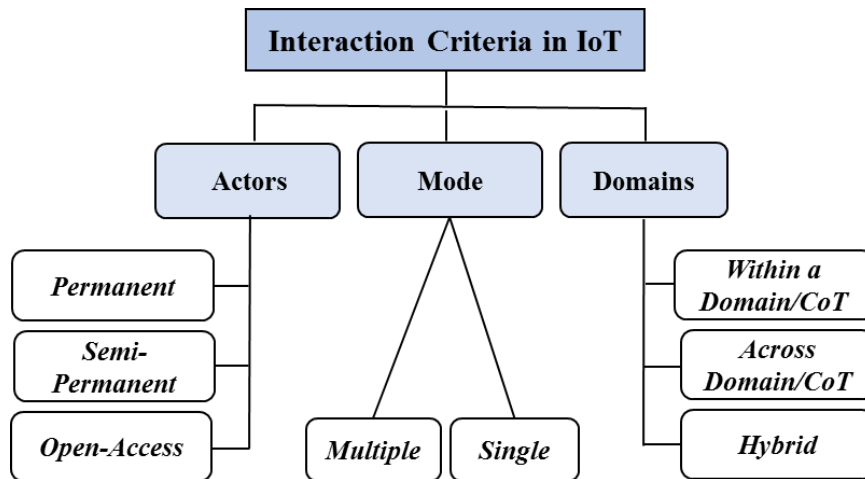 Interaction Criteria in IoT
Actors
Mode
Domains
Permanent
Semi-
Permanent
Open-Access
Multiple
Single
Within a
Domain/CoT
Across
Domain/CoT
Hybrid